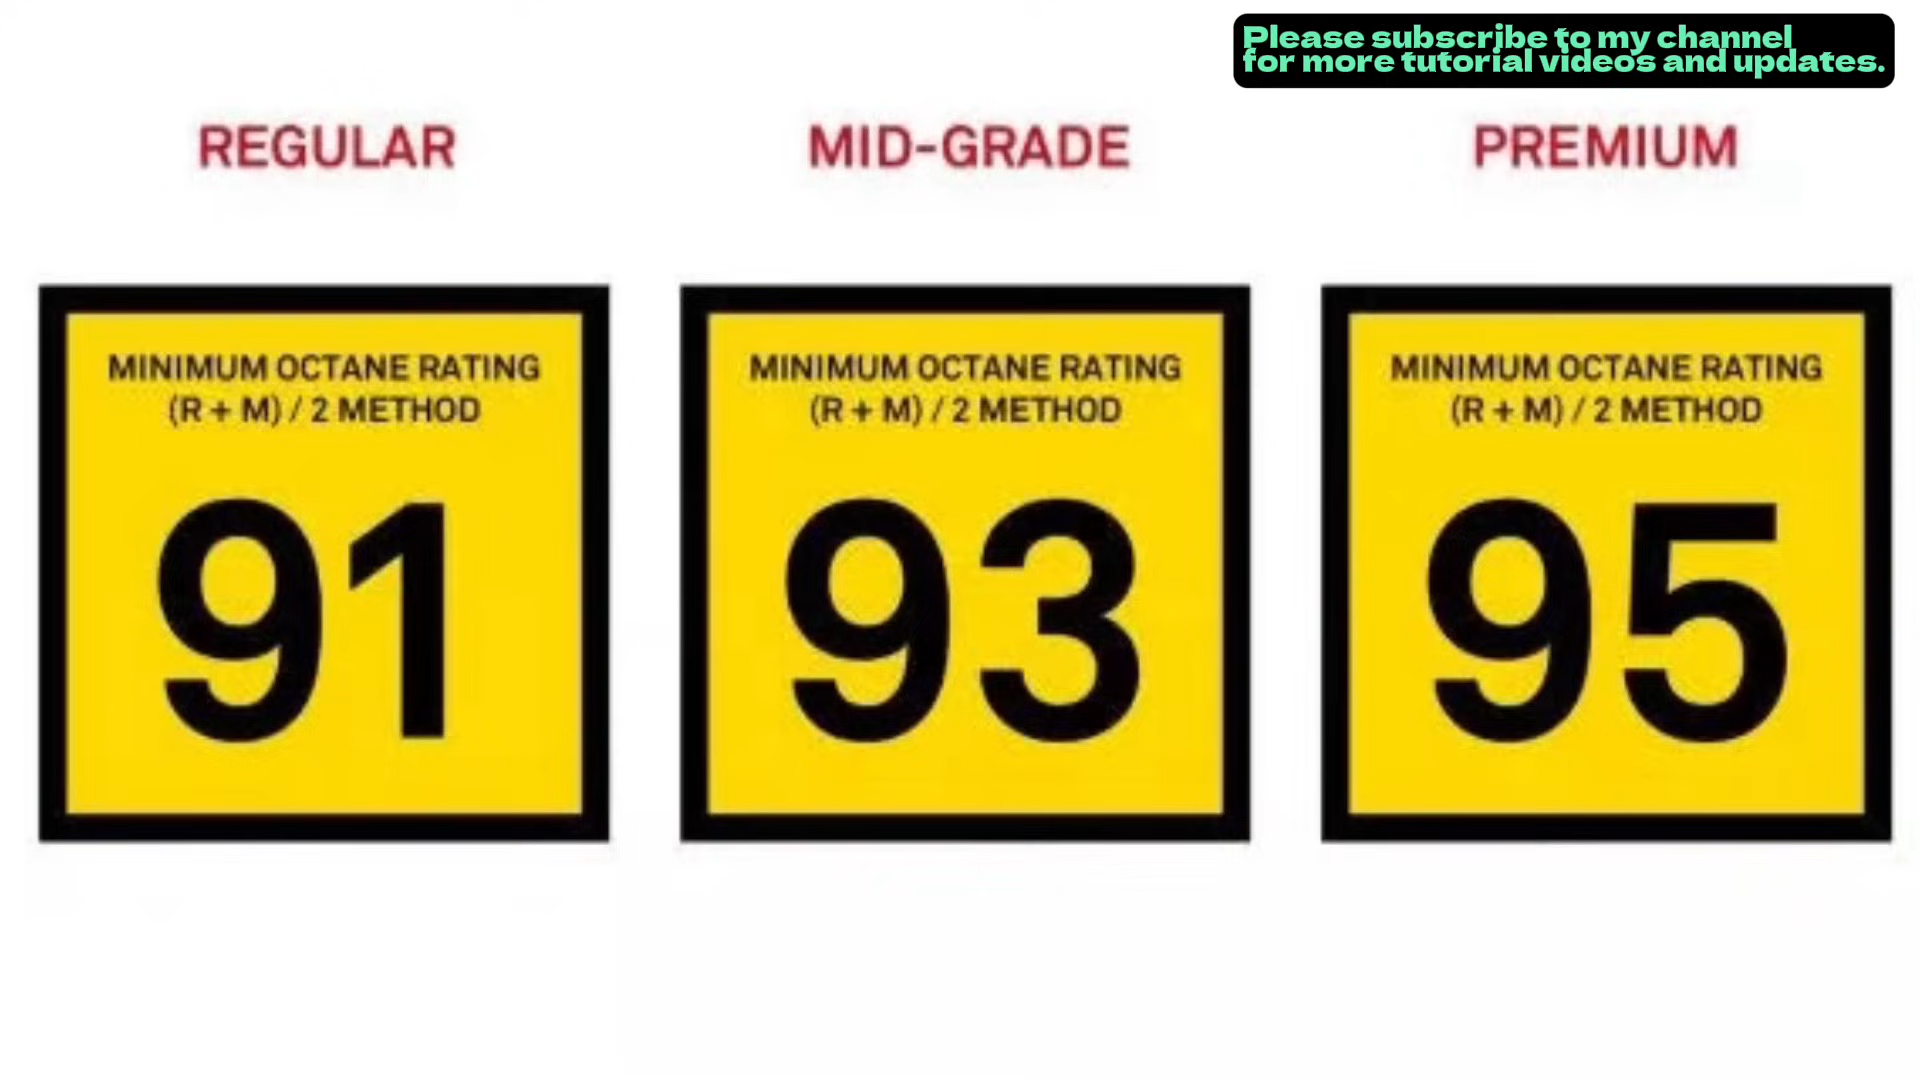 Please subscribe to my channel
for more tutorial videos and updates.
REGULAR
MID-GRADE
PREMIUM
MINIMUM OCTANE RATING
(R + M) / 2 METHOD
91
MINIMUM OCTANE RATING
(R + M) / 2 METHOD
93
MINIMUM OCTANE RATING
(R + M) / 2 METHOD
95